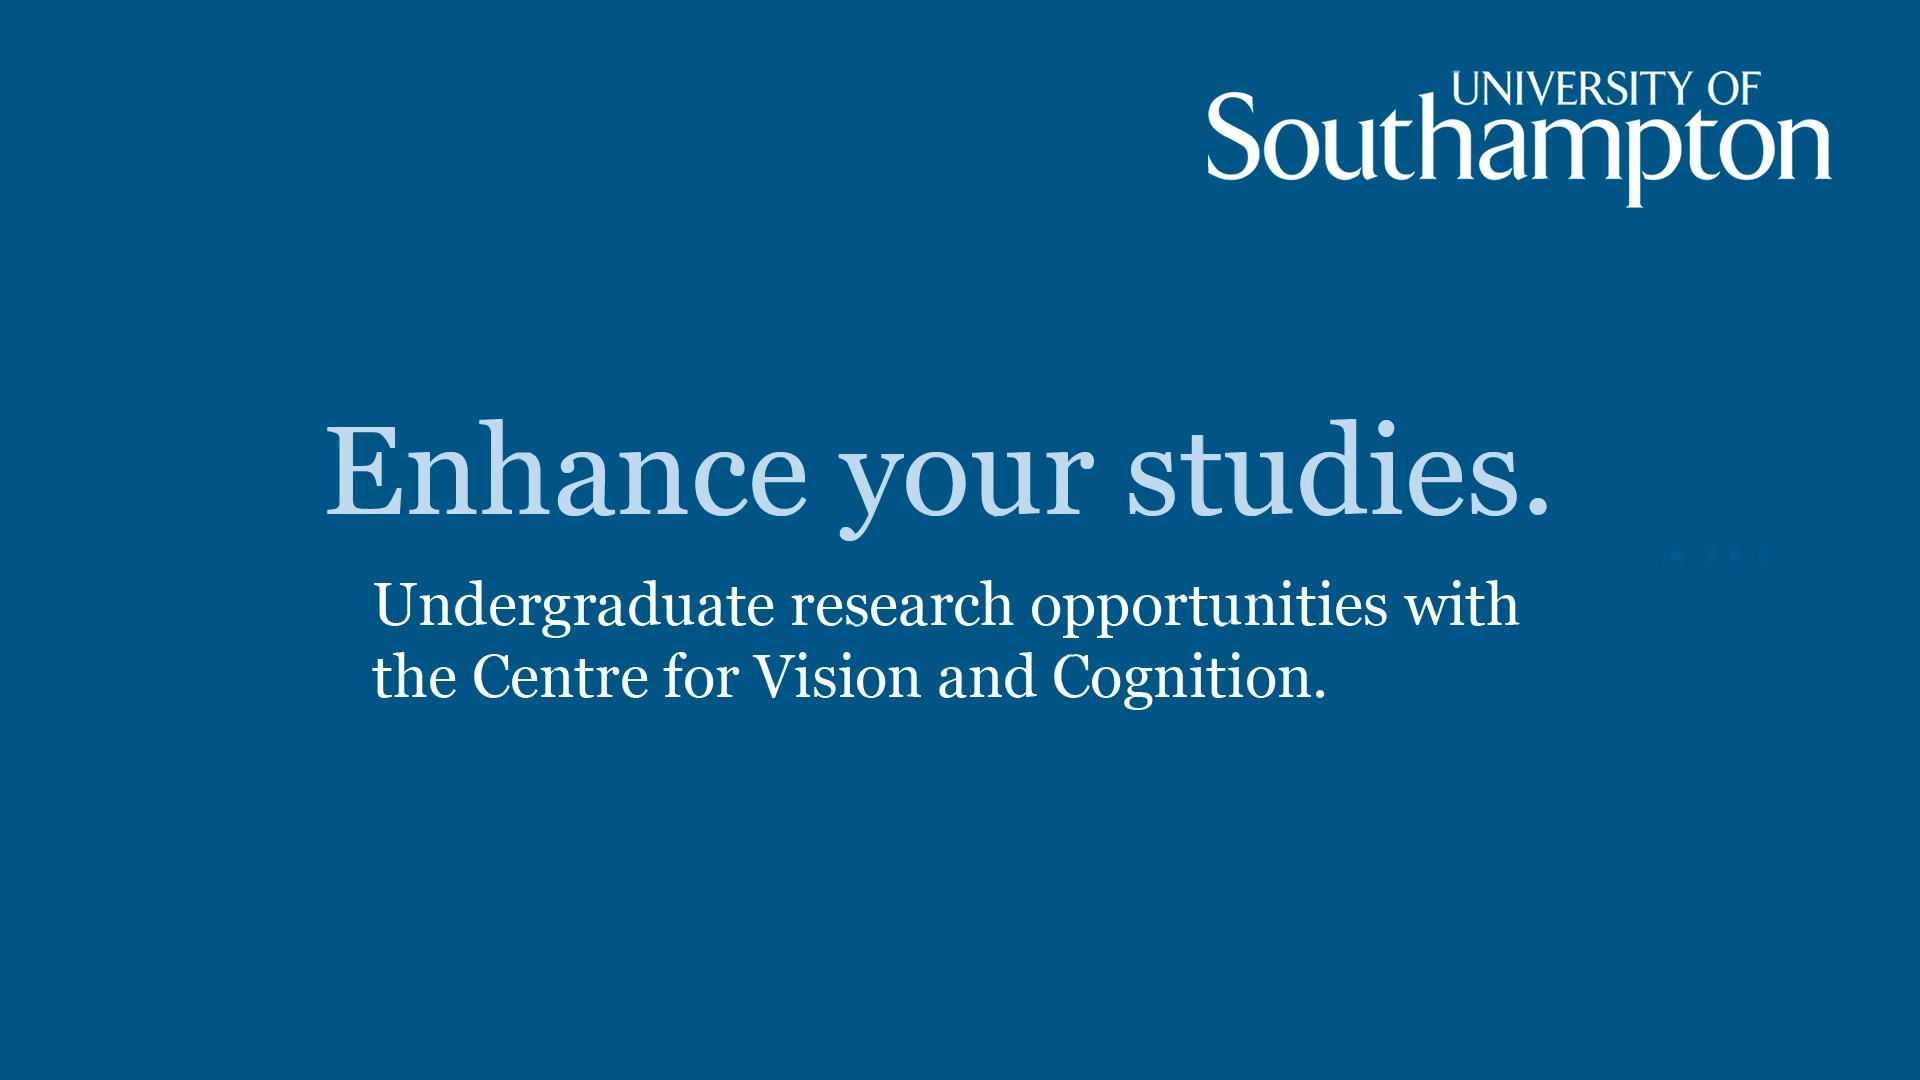 UNIVERSITY OF
Southampton
Enhance your studies.
Undergraduate research opportunities with
the Centre for Vision and Cognition.